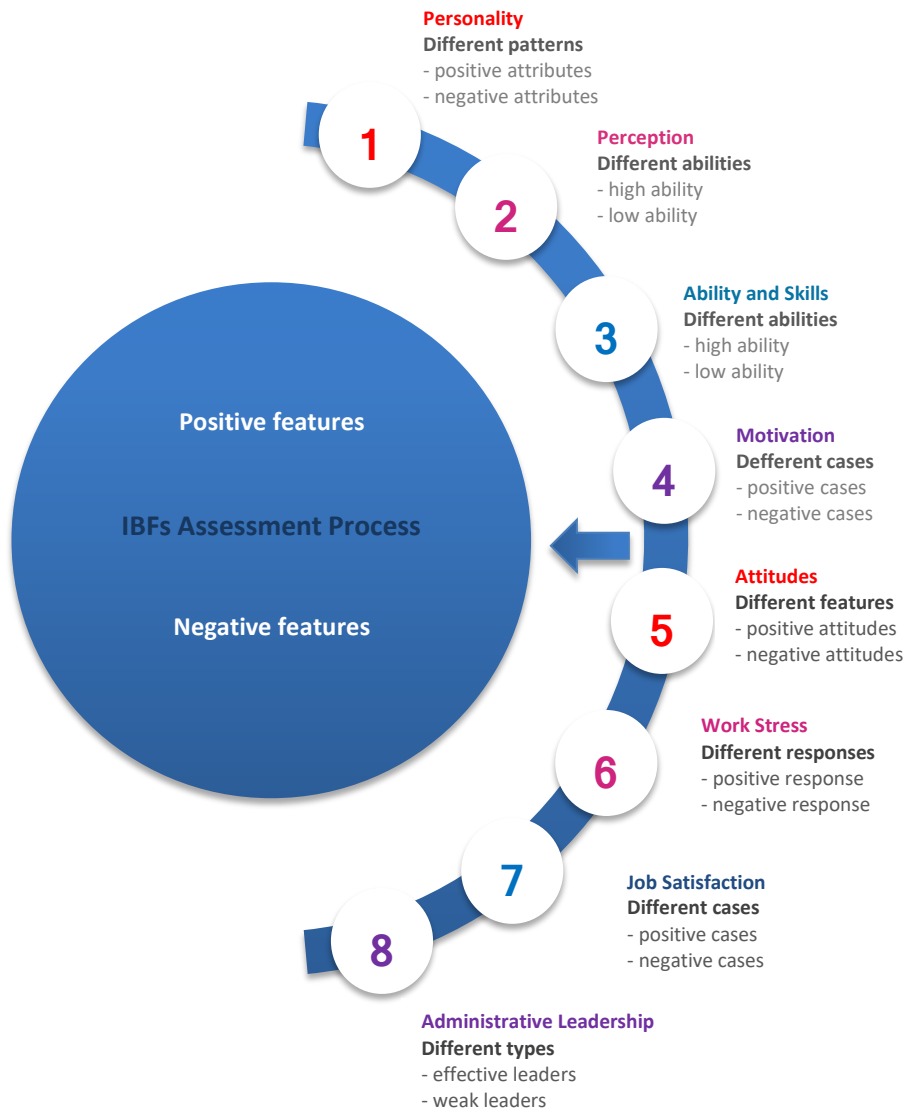 Personality
Different patterns
- positive attributes
- negative attributes
1
Perception
Different abilities
- high ability
- low ability
2
Ability and Skills
Different abilities
- high ability
- low ability
3
Motivation
Defferent cases
- positive cases
- negative cases
4
Positive features
IBFs Assessment Process
Negative features
Attitudes
Different features
- positive attitudes
- negative attitudes
5
Work Stress
Different responses
- positive response
- negative response
6
Job Satisfaction
Different cases
- positive cases
- negative cases
7
8
Administrative Leadership
Different types
- effective leaders
- weak leaders